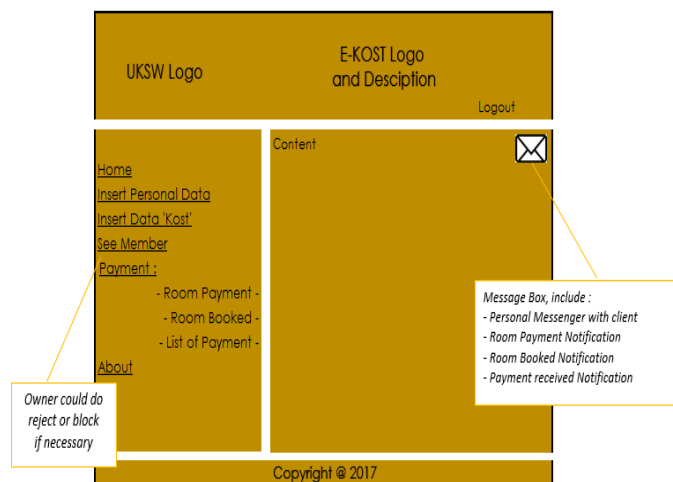 UKSW Logo
E-KOST Logo
and Desciption
Logout
Home
Insert Personal Data
Insert Data 'Kost'
See Member
Payment :
- Room Payment -
- Room Booked -
- List of Payment -
About
Content
Owner could do
reject or block
if necessary
Message Box, include :
- Personal Messenger with client
- Room Payment Notification
- Room Booked Notification
- Payment received Notification
Copyright @ 2017